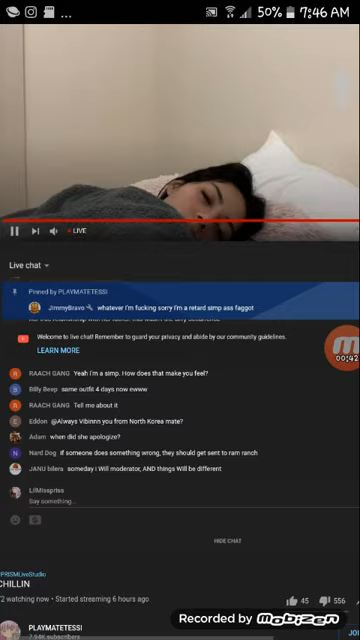 ... 50% 7:46 AM
LIVE
Live chat
Pinned by PLAYMATETESSI
JimmyBravo whatever i'm fucking sorry i'm a retard simp ass faggot
Welcome to live chat! Remember to guard your privacy and abide by our community guidelines.
LEARN MORE
00:42
RAACH GANG Yeah i'm a simp. How does that make you feel?
Billy Beep same outfit 4 days now ewww
RAACH GANG Tell me about it
Eddon @Always Vibinnn you from North Korea mate?
Adam when did she apologize?
Nard Dog if someone does something wrong, they should get sent to ram ranch
JANU bilers someday i Will moderator, AND things Will be different
LilMisspriss
Say something...
HIDE CHAT
PRISMLiveStudio
CHILLIN
2 watching now • Started streaming 6 hours ago
45 556
PLAYMATETESSI
7.94K subscribers
Recorded by Mobizen